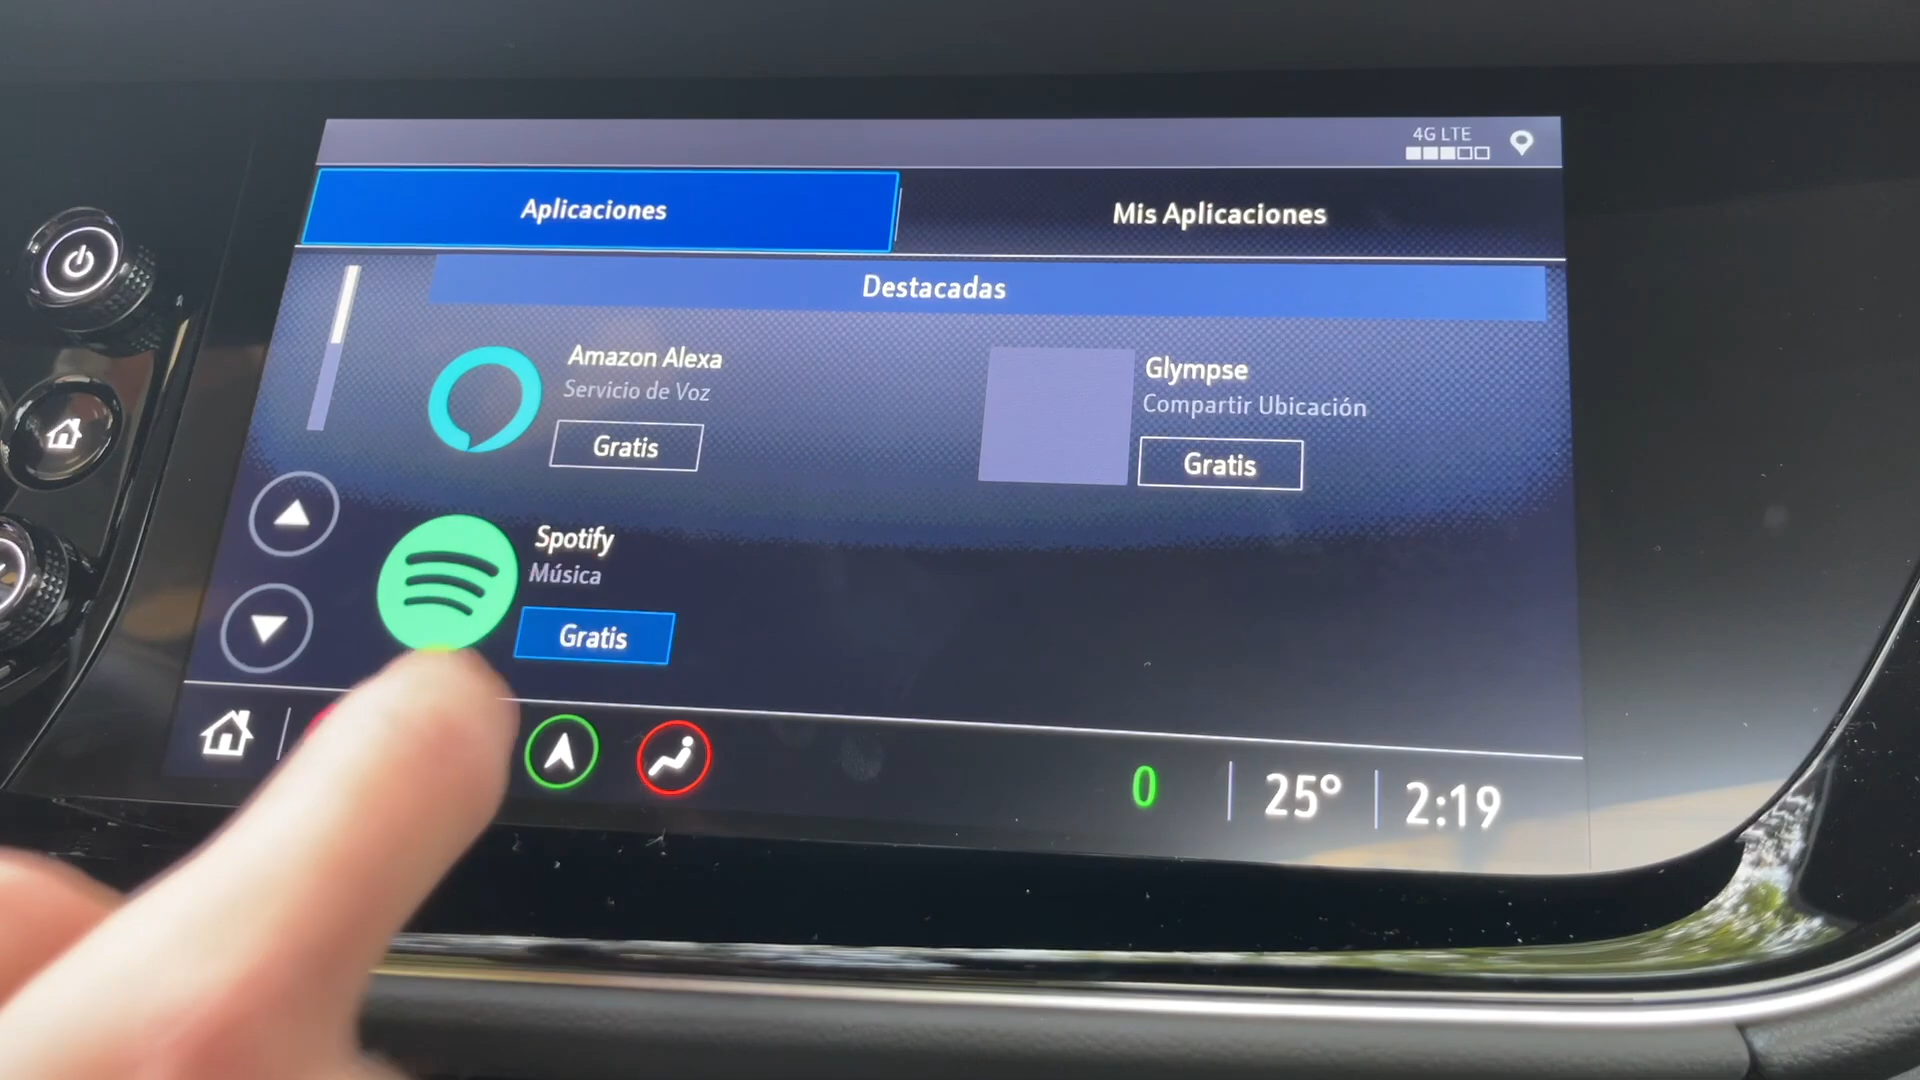 4G LTE
Aplicaciones
Mis Aplicaciones
Destacadas
Amazon Alexa
Servicio de Voz
Gratis
Glympse
Compartir Ubicación
Gratis
Spotify
Música
Gratis
0
25°
2:19